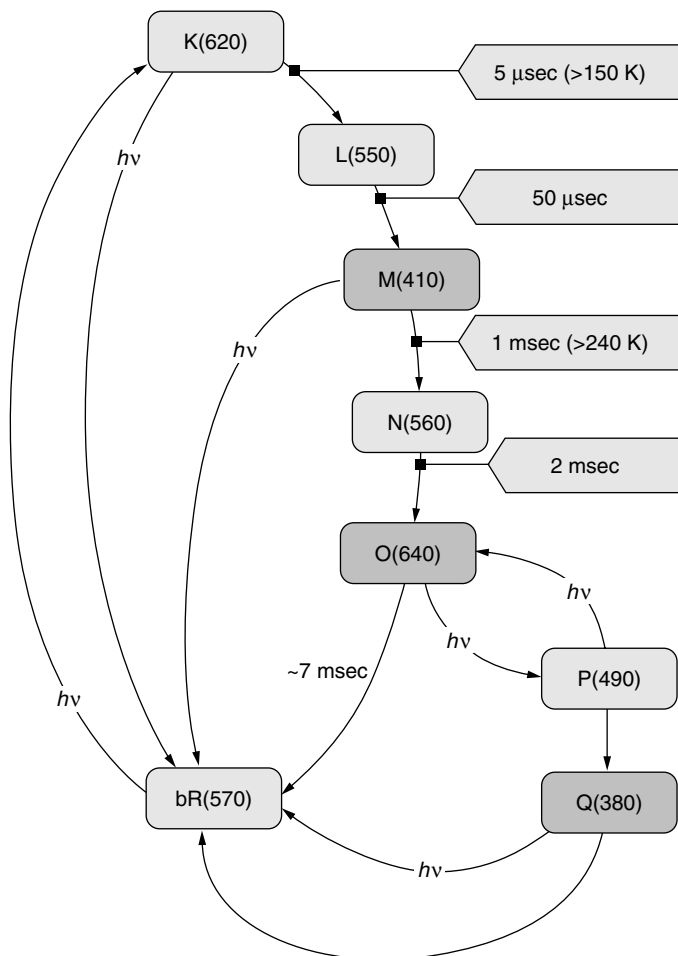 K(620)
5 μsec (>150 K)
hν
L(550)
50 μsec
M(410)
hν
1 msec (>240 K)
N(560)
2 msec
O(640)
hν
hν
~7 msec
P(490)
hν
bR(570)
Q(380)
hν